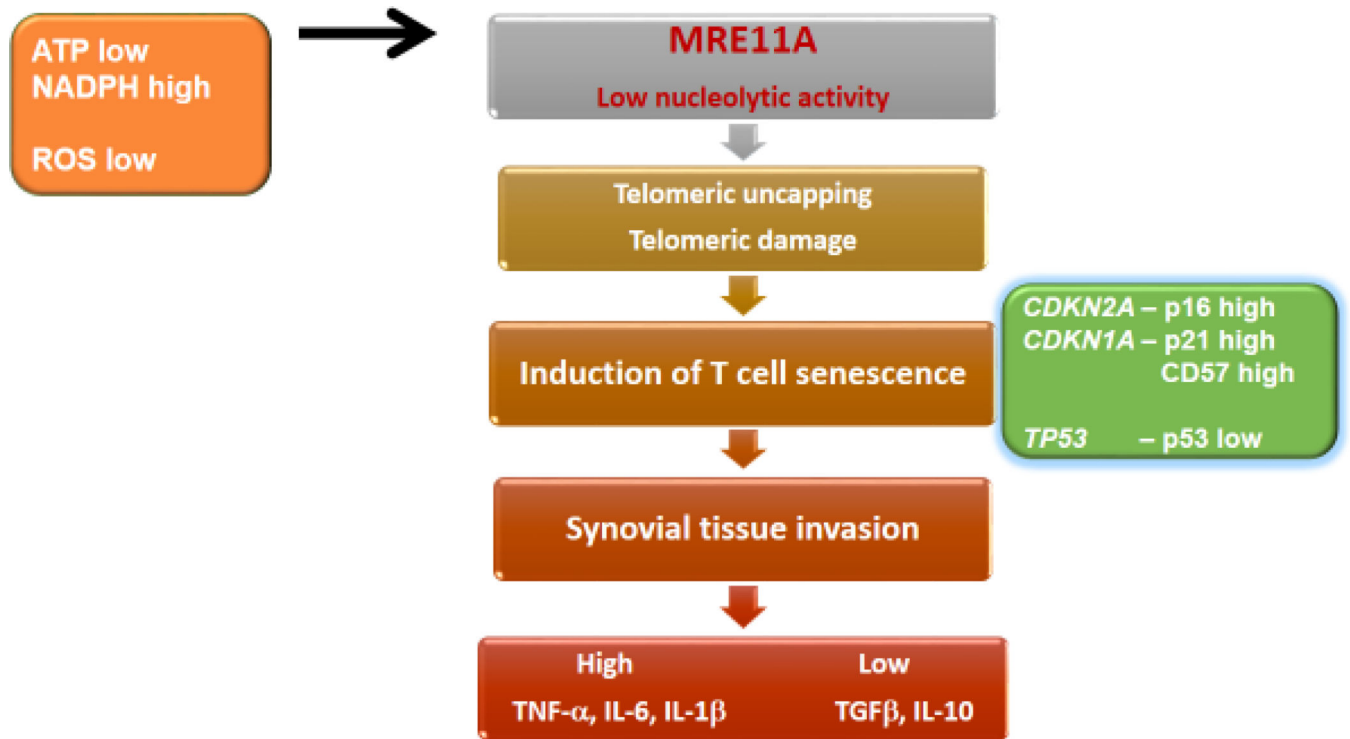 ATP low
NADPH high
ROS low
MRE11A
Low nucleolytic activity
Telomeric uncapping
Telomeric damage
Induction of T cell senescence
CDKN2A – p16 high
CDKN1A – p21 high
CD57 high
TP53 – p53 low
Synovial tissue invasion
High Low
TNF-α, IL-6, IL-1β TGFβ, IL-10